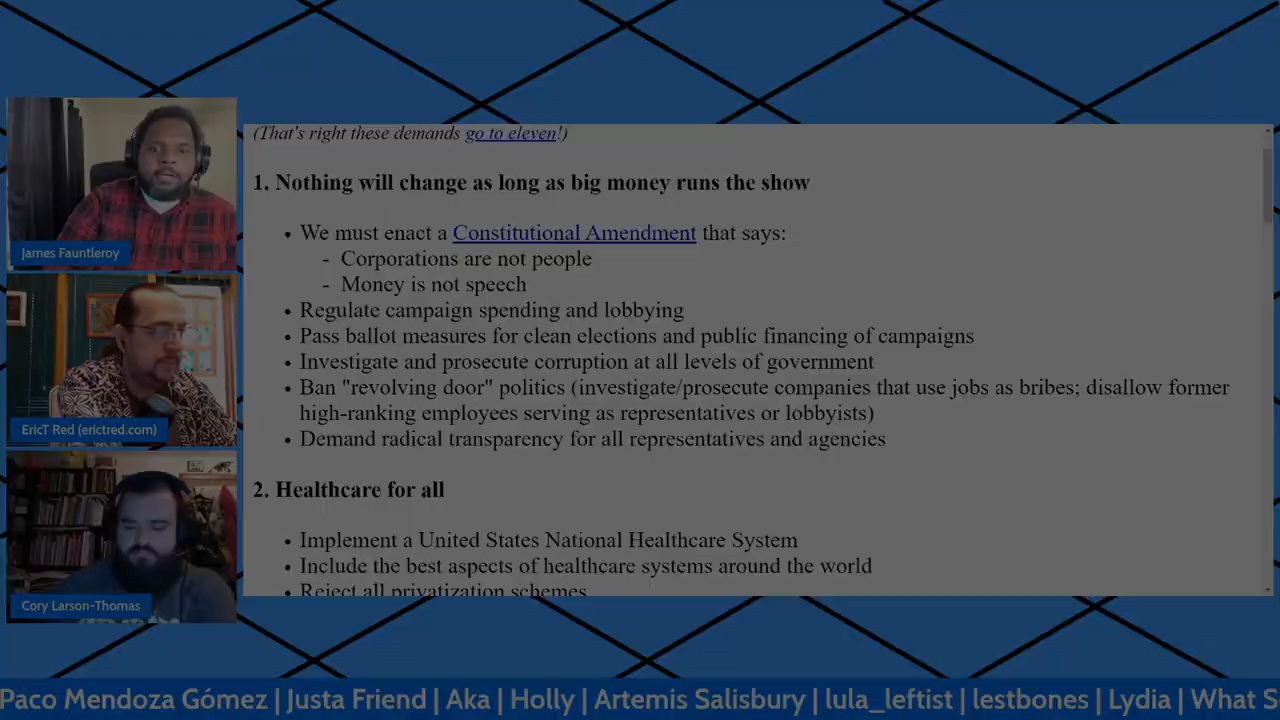 (That's right these demands go to eleven!)
1. Nothing will change as long as big money runs the show
• We must enact a Constitutional Amendment that says:
- Corporations are not people
- Money is not speech
• Regulate campaign spending and lobbying
• Pass ballot measures for clean elections and public financing of campaigns
• Investigate and prosecute corruption at all levels of government
• Ban "revolving door" politics (investigate/prosecute companies that use jobs as bribes; disallow former
high-ranking employees serving as representatives or lobbyists)
• Demand radical transparency for all representatives and agencies
2. Healthcare for all
• Implement a United States National Healthcare System
• Include the best aspects of healthcare systems around the world
• Reject all privatization schemes
James Fauntleroy
EricT Red (erictred.com)
Cory Larson-Thomas
Paco Mendoza Gómez | Justa Friend | Aka | Holly | Artemis Salisbury | lula_leftist | lestbones | Lydia | What S